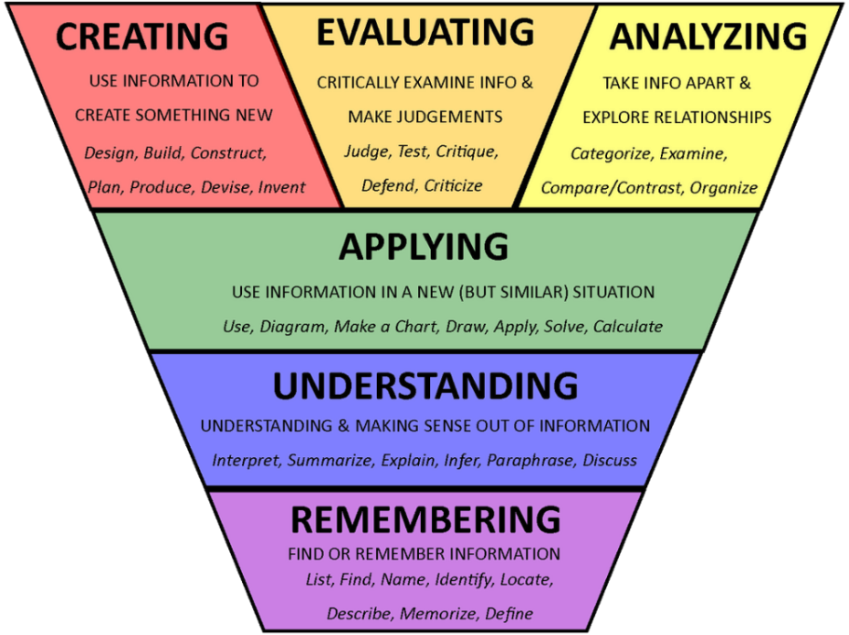 CREATING
USE INFORMATION TO
CREATE SOMETHING NEW
Design, Build, Construct,
Plan, Produce, Devise, Invent
EVALUATING
CRITICALLY EXAMINE INFO &
MAKE JUDGEMENTS
Judge, Test, Critique,
Defend, Criticize
ANALYZING
TAKE INFO APART &
EXPLORE RELATIONSHIPS
Categorize, Examine,
Compare/Contrast, Organize
APPLYING
USE INFORMATION IN A NEW (BUT SIMILAR) SITUATION
Use, Diagram, Make a Chart, Draw, Apply, Solve, Calculate
UNDERSTANDING
UNDERSTANDING & MAKING SENSE OUT OF INFORMATION
Interpret, Summarize, Explain, Infer, Paraphrase, Discuss
REMEMBERING
FIND OR REMEMBER INFORMATION
List, Find, Name, Identify, Locate,
Describe, Memorize, Define